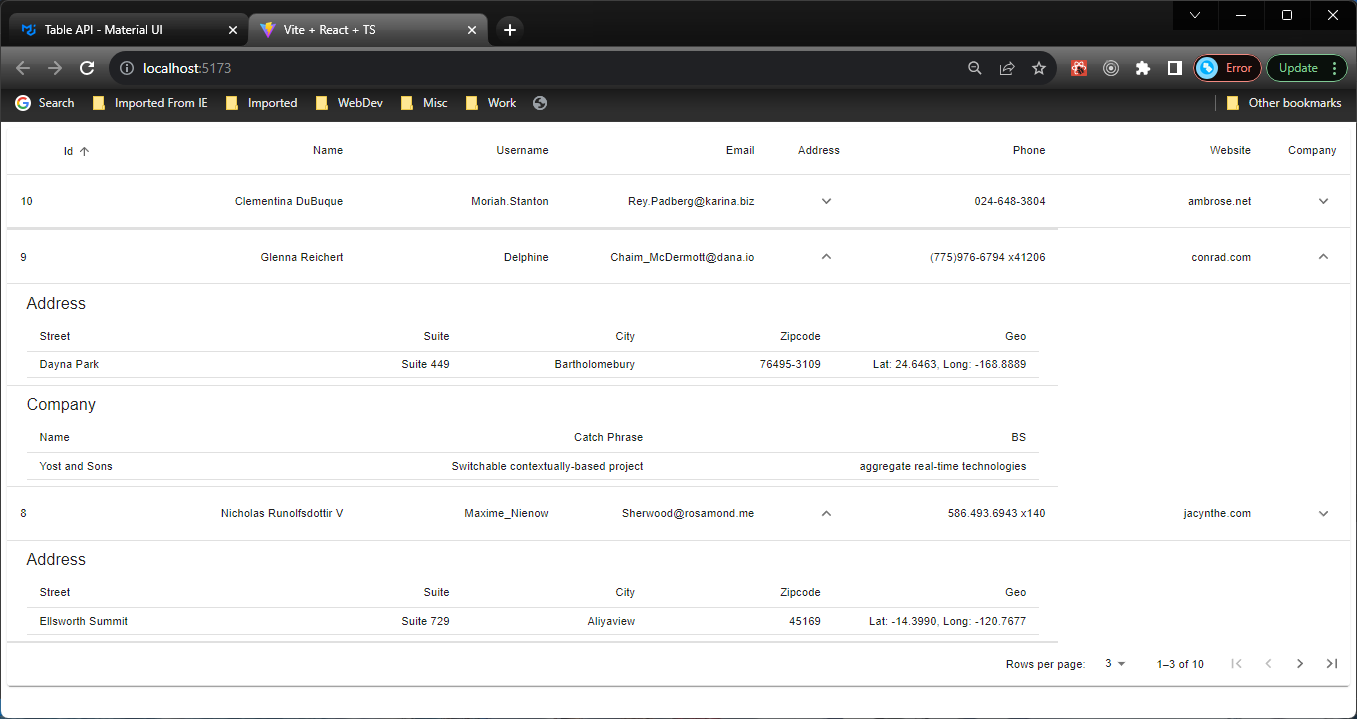 Table API - Material UI
Vite + React + TS
localhost:5173
Error
Update
Search Imported From IE Imported WebDev Misc Work Other bookmarks
Id Name Username Email Address Phone Website Company
10 Clementina DuBuque Moriah.Stanton Rey.Padberg@karina.biz 024-648-3804 ambrose.net
9 Glenna Reichert Delphine Chaim_McDermott@dana.io (775)976-6794 x41206 conrad.com
Address
Street Suite City Zipcode Geo
Dayna Park Suite 449 Bartholomebury 76495-3109 Lat: 24.6463, Long: -168.8889
Company
Name Catch Phrase BS
Yost and Sons Switchable contextually-based project aggregate real-time technologies
8 Nicholas Runolfsdottir V Maxime_Nienow Sherwood@rosamond.me 586.493.6943 x140 jacynthe.com
Address
Street Suite City Zipcode Geo
Ellsworth Summit Suite 729 Aliyaview 45169 Lat: -14.3990, Long: -120.7677
Rows per page: 3 1–3 of 10